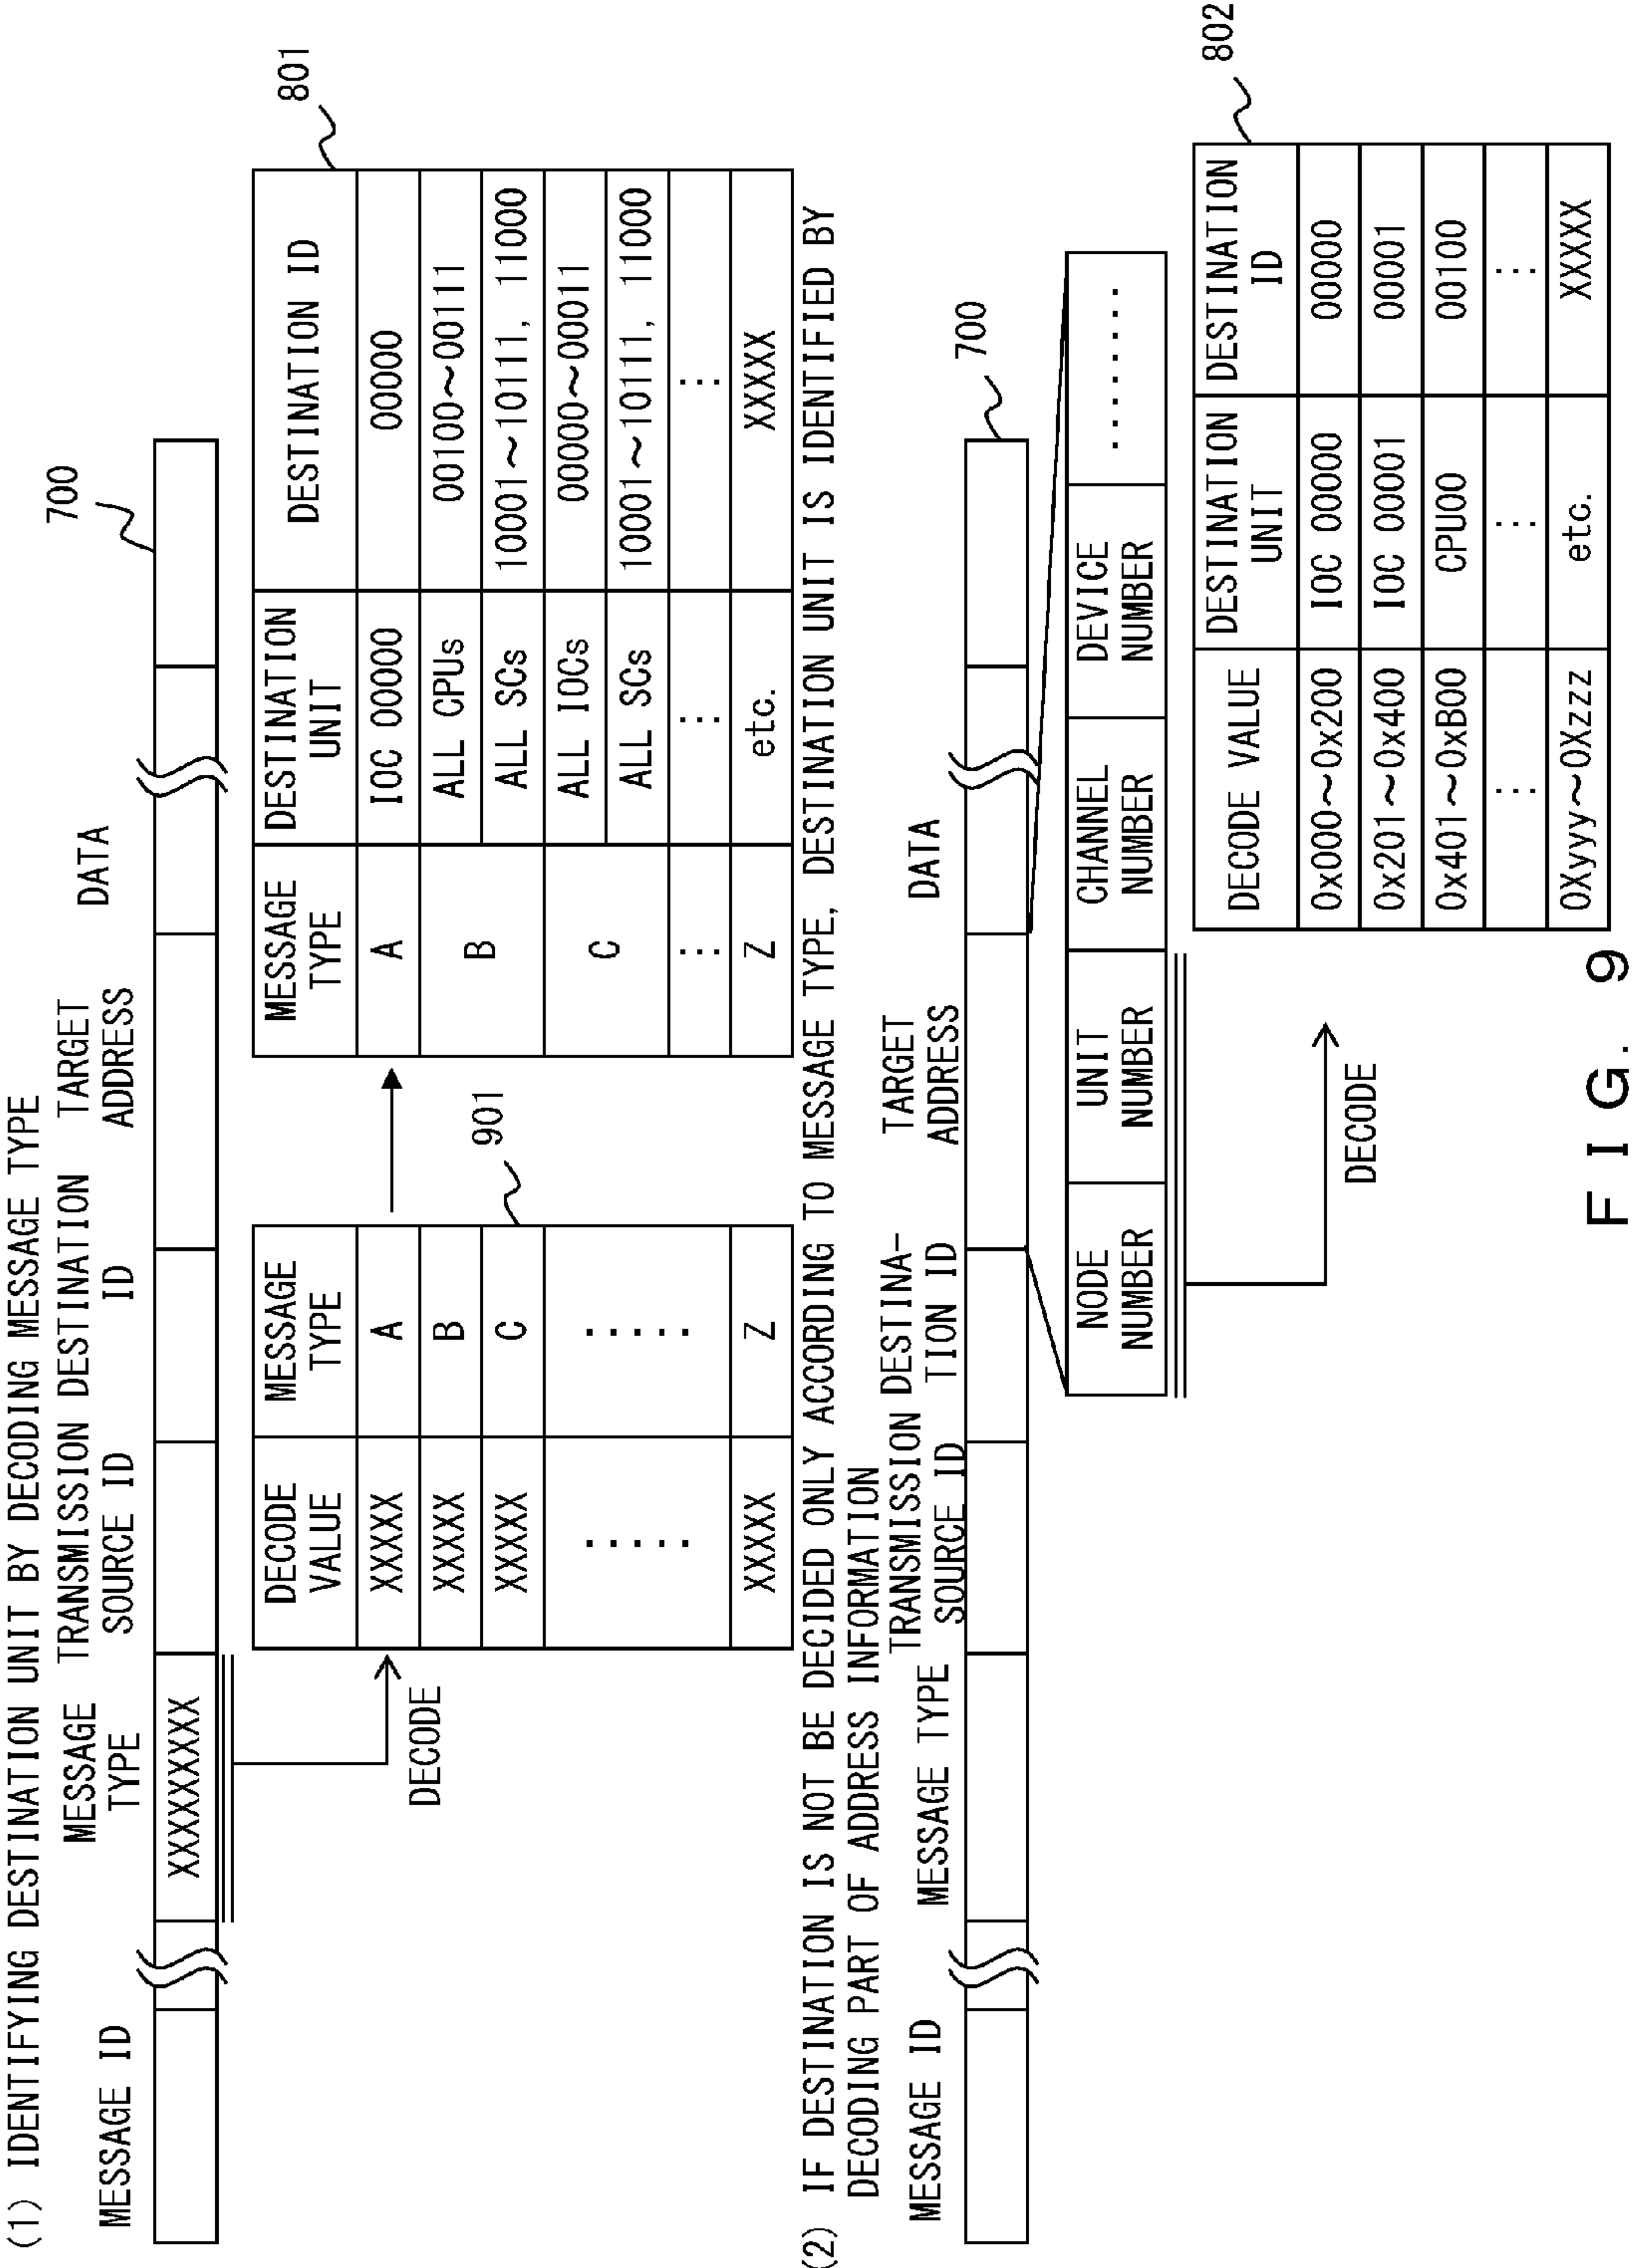 (1) IDENTIFYING DESTINATION UNIT BY DECODING MESSAGE TYPE
MESSAGE ID
MESSAGE
TYPE
TRANSMISSION
SOURCE ID
DESTINATION
ID
TARGET
ADDRESS
DATA
700
XXXXXXXX
DECODE
DECODE
VALUE
MESSAGE
TYPE
XXXXX A
XXXXX B
XXXXX C
..... .....
XXXXX Z
901
MESSAGE
TYPE
DESTINATION
UNIT
DESTINATION ID
801
A IOC 00000 00000
B ALL CPUs 00100~00111
ALL SCs 10001~10111, 11000
C ALL IOCs 00000~00011
ALL SCs 10001~10111, 11000
... ... ...
Z etc. XXXXX
(2) IF DESTINATION IS NOT BE DECIDED ONLY ACCORDING TO MESSAGE TYPE, DESTINATION UNIT IS IDENTIFIED BY
DECODING PART OF ADDRESS INFORMATION
MESSAGE ID
MESSAGE TYPE
TRANSMISSION
SOURCE ID
DESTINA-
TION ID
TARGET
ADDRESS
DATA
700
NODE
NUMBER
UNIT
NUMBER
CHANNEL
NUMBER
DEVICE
NUMBER
........
DECODE
802
DECODE VALUE
DESTINATION
UNIT
DESTINATION
ID
0x000~0x200 IOC 00000 00000
0x201~0x400 IOC 00001 00001
0x401~0xB00 CPU00 00100
... ... ...
0Xyyy~0Xzzz etc. XXXXX
FIG. 9